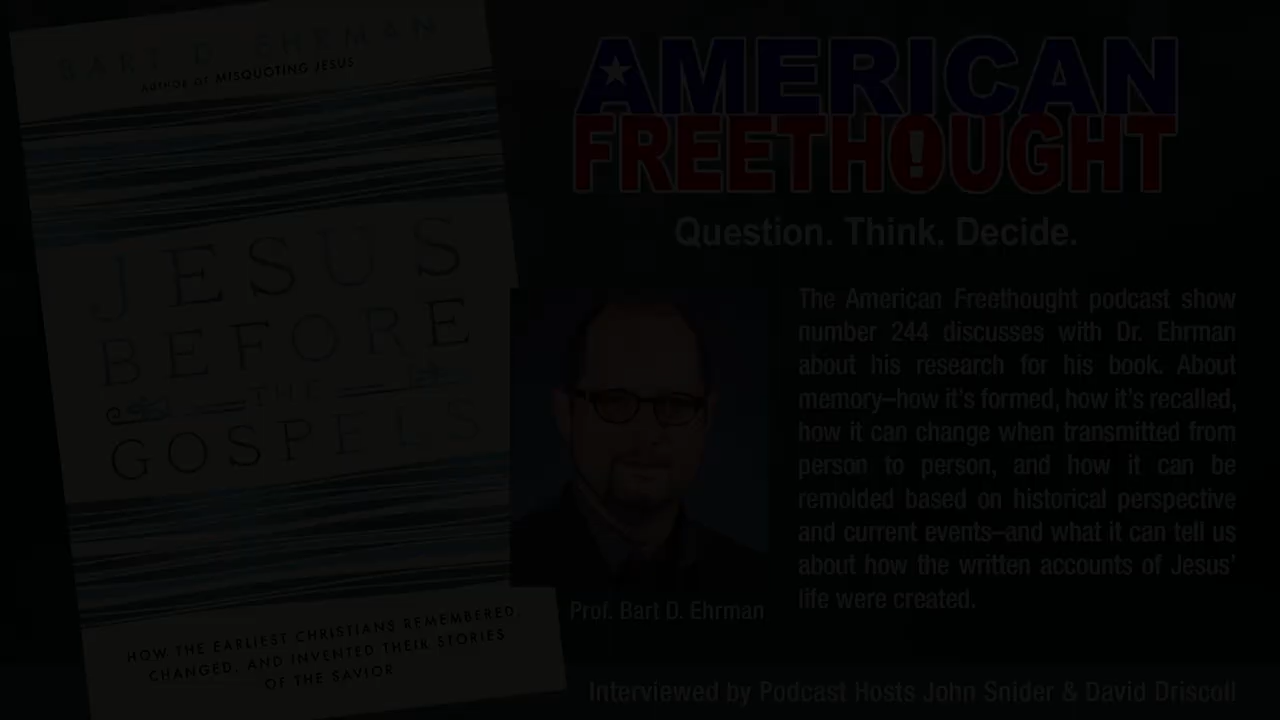 BART D. EHRMAN
AUTHOR OF MISQUOTING JESUS
JESUS
BEFORE
THE
GOSPELS
HOW THE EARLIEST CHRISTIANS REMEMBERED,
CHANGED, AND INVENTED THEIR STORIES
OF THE SAVIOR
AMERICAN
FREETHOUGHT
Question. Think. Decide.
The American Freethought podcast show
number 244 discusses with Dr. Ehrman
about his research for his book. About
memory–how it's formed, how it's recalled,
how it can change when transmitted from
person to person, and how it can be
remolded based on historical perspective
and current events–and what it can tell us
about how the written accounts of Jesus'
life were created.
Prof. Bart D. Ehrman
Interviewed by Podcast Hosts John Snider & David Driscoll